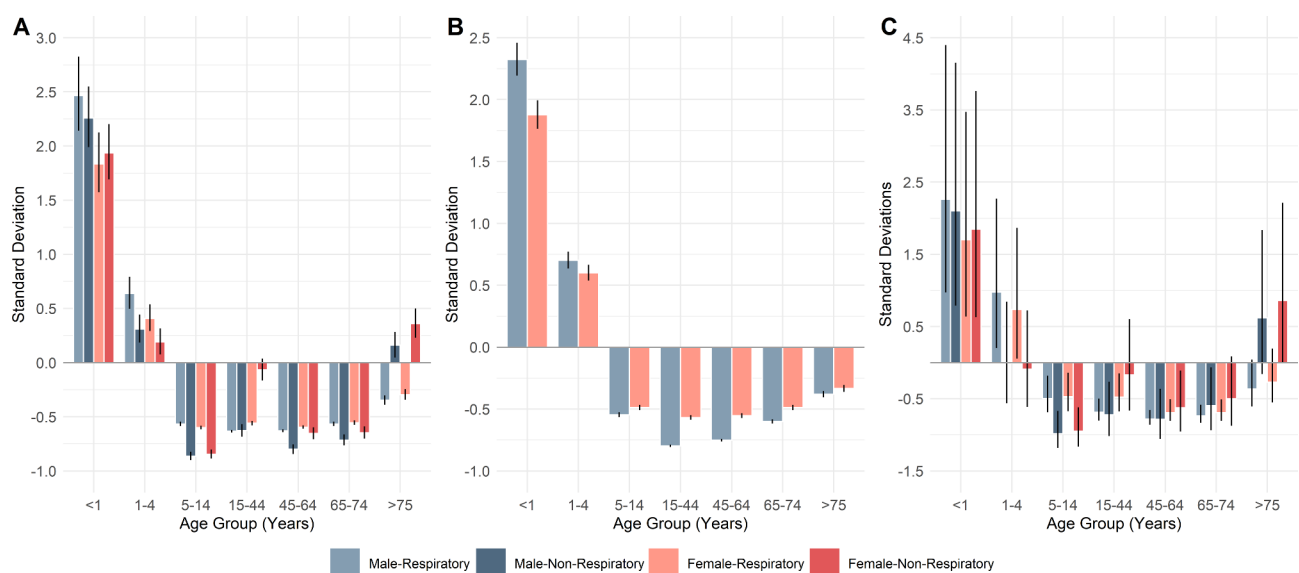 A
Standard Deviation
3.0
2.5
2.0
1.5
1.0
0.5
0.0
-0.5
-1.0
<1 1-4 5-14 15-44 45-64 65-74 >75
Age Group (Years)
B
Standard Deviation
2.5
2.0
1.5
1.0
0.5
0.0
-0.5
-1.0
<1 1-4 5-14 15-44 45-64 65-74 >75
Age Group (Years)
C
Standard Deviations
4.5
3.5
2.5
1.5
0.5
-0.5
-1.5
<1 1-4 5-14 15-44 45-64 65-74 >75
Age Group (Years)
Male-Respiratory Male-Non-Respiratory Female-Respiratory Female-Non-Respiratory